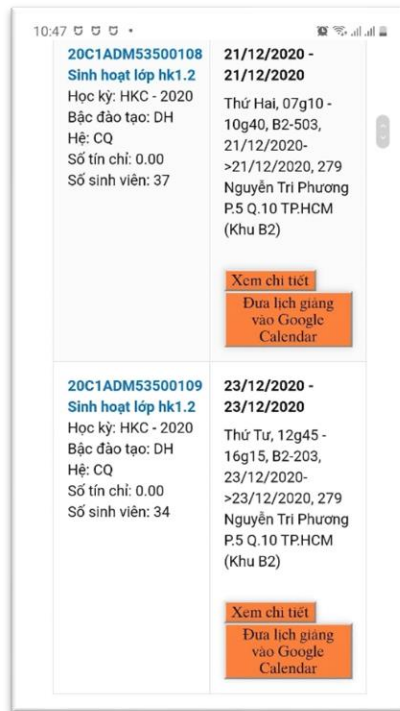 10:47
20C1ADM53500108
Sinh hoạt lớp hk1.2
Học kỳ: HKC - 2020
Bậc đào tạo: DH
Hệ: CQ
Số tín chỉ: 0.00
Số sinh viên: 37
21/12/2020 -
21/12/2020
Thứ Hai, 07g10 -
10g40, B2-503,
21/12/2020-
>21/12/2020, 279
Nguyễn Tri Phương
P.5 Q.10 TP.HCM
(Khu B2)
Xem chi tiết
Đưa lịch giảng
vào Google
Calendar
20C1ADM53500109
Sinh hoạt lớp hk1.2
Học kỳ: HKC - 2020
Bậc đào tạo: DH
Hệ: CQ
Số tín chỉ: 0.00
Số sinh viên: 34
23/12/2020 -
23/12/2020
Thứ Tư, 12g45 -
16g15, B2-203,
23/12/2020-
>23/12/2020, 279
Nguyễn Tri Phương
P.5 Q.10 TP.HCM
(Khu B2)
Xem chi tiết
Đưa lịch giảng
vào Google
Calendar